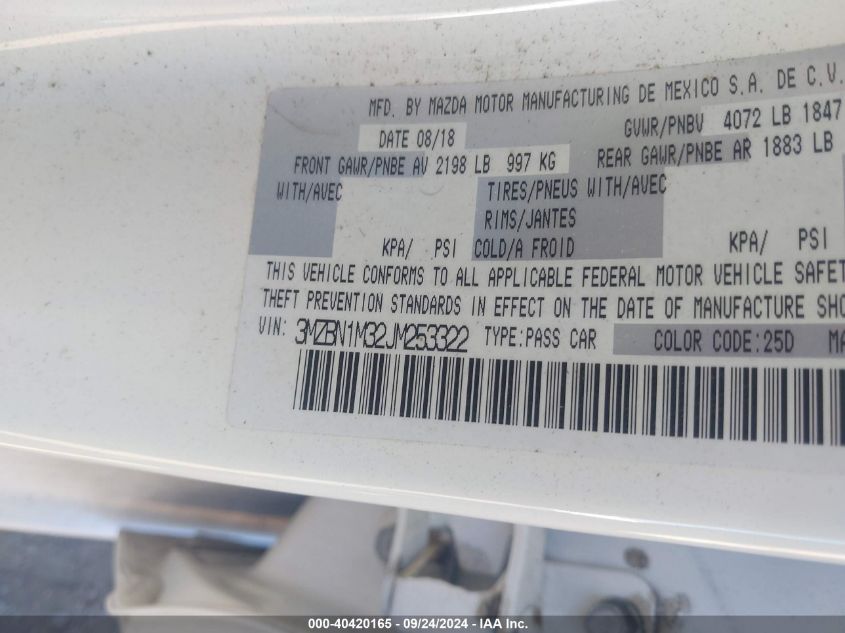 MFD. BY MAZDA MOTOR MANUFACTURING DE MEXICO S.A. DE C.V.
DATE 08/18 GVWR/PNBV 4072 LB 1847
FRONT GAWR/PNBE AV 2198 LB 997 KG REAR GAWR/PNBE AR 1883 LB
WITH/AVEC TIRES/PNEUS WITH/AVEC
RIMS/JANTES
KPA/ PSI COLD/A FROID KPA/ PSI
THIS VEHICLE CONFORMS TO ALL APPLICABLE FEDERAL MOTOR VEHICLE SAFET
THEFT PREVENTION STANDARDS IN EFFECT ON THE DATE OF MANUFACTURE SHO
VIN: 3MZBN1M32JM253322 TYPE:PASS CAR COLOR CODE:25D MA
000-40420165 - 09/24/2024 - IAA Inc.